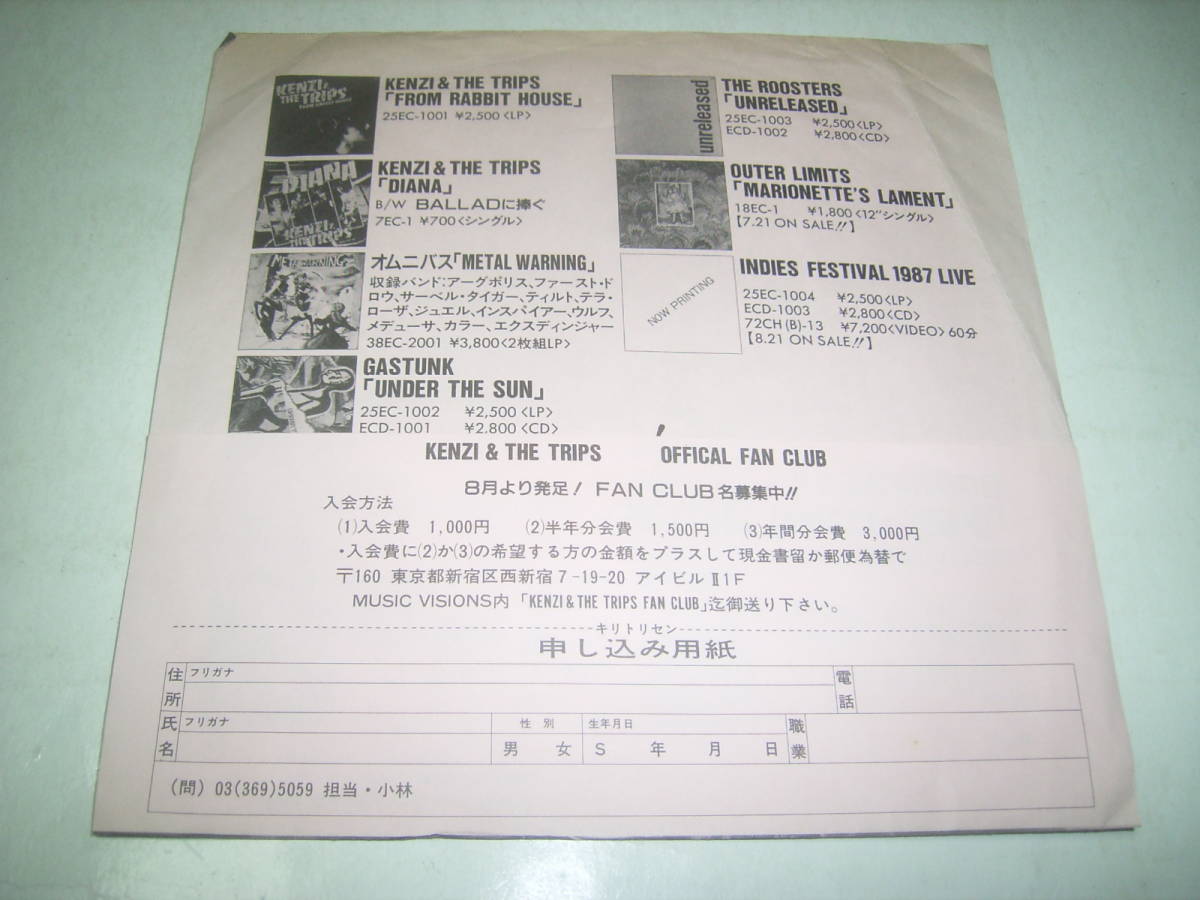 KENZI & THE TRIPS
「FROM RABBIT HOUSE」
25EC-1001 ¥2,500<LP>
KENZI & THE TRIPS
FROM RABBIT HOUSE
KENZI & THE TRIPS
「DIANA」
B/W BALLADに捧ぐ
7EC-1 ¥700<シングル>
DIANA
KENZI &
THE TRIPS
オムニバス「METAL WARNING」
収録バンド:アーグポリス、ファースト・ド
ロウ、サーベル・タイガー、ティルト、テラ・
ローザ、ジュエル、インスパイアー、ウルフ、
メデューサ、カラー、エクスディンジャー
38EC-2001 ¥3,800<2枚組LP>
METAL WARNING
GASTUNK
「UNDER THE SUN」
25EC-1002 ¥2,500<LP>
ECD-1001 ¥2.800<CD>
THE ROOSTERS
「UNRELEASED」
25EC-1003 ¥2,500<LP>
ECD-1002 ¥2,800<CD>
unreleased
OUTER LIMITS
「MARIONETTE'S LAMENT」
18EC-1 ¥1,800<12"シングル>
【7.21 ON SALE!!】
INDIES FESTIVAL 1987 LIVE
25EC-1004 ¥2,500<LP>
ECD-1003 ¥2,800<CD>
72CH(B)-13 ¥7,200<VIDEO>60分
【8.21 ON SALE!!】
NOW PRINTING
KENZI & THE TRIPS ' OFFICAL FAN CLUB
8月より発足! FAN CLUB名募集中!!
入会方法
(1)入会費 1,000円 (2)半年分会費 1,500円 (3)年間分会費 3,000円
・入会費に(2)か(3)の希望する方の金額をプラスして現金書留か郵便為替で
〒160 東京都新宿区西新宿7-19-20 アイビルⅡ1F
MUSIC VISIONS内 「KENZI & THE TRIPS FAN CLUB」迄御送り下さい。
キリトリセン
申し込み用紙
住所 フリガナ 電話
氏名 フリガナ 性別 生年月日 職業
男 女 S 年 月 日
(問) 03(369)5059 担当・小林